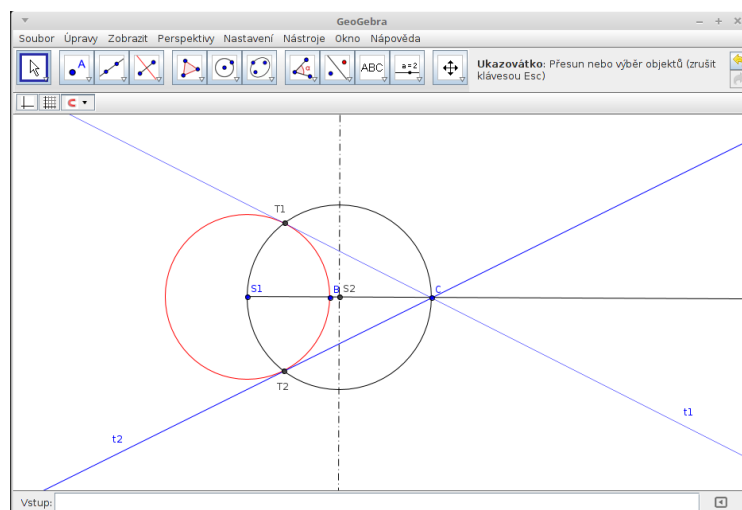 GeoGebra
Soubor Úpravy Zobrazit Perspektivy Nastavení Nástroje Okno Nápověda
A
α
ABC
a=2
Ukazovátko: Přesun nebo výběr objektů (zrušit
klávesou Esc)
T1
S1
B
S2
C
T2
t1
t2
Vstup: